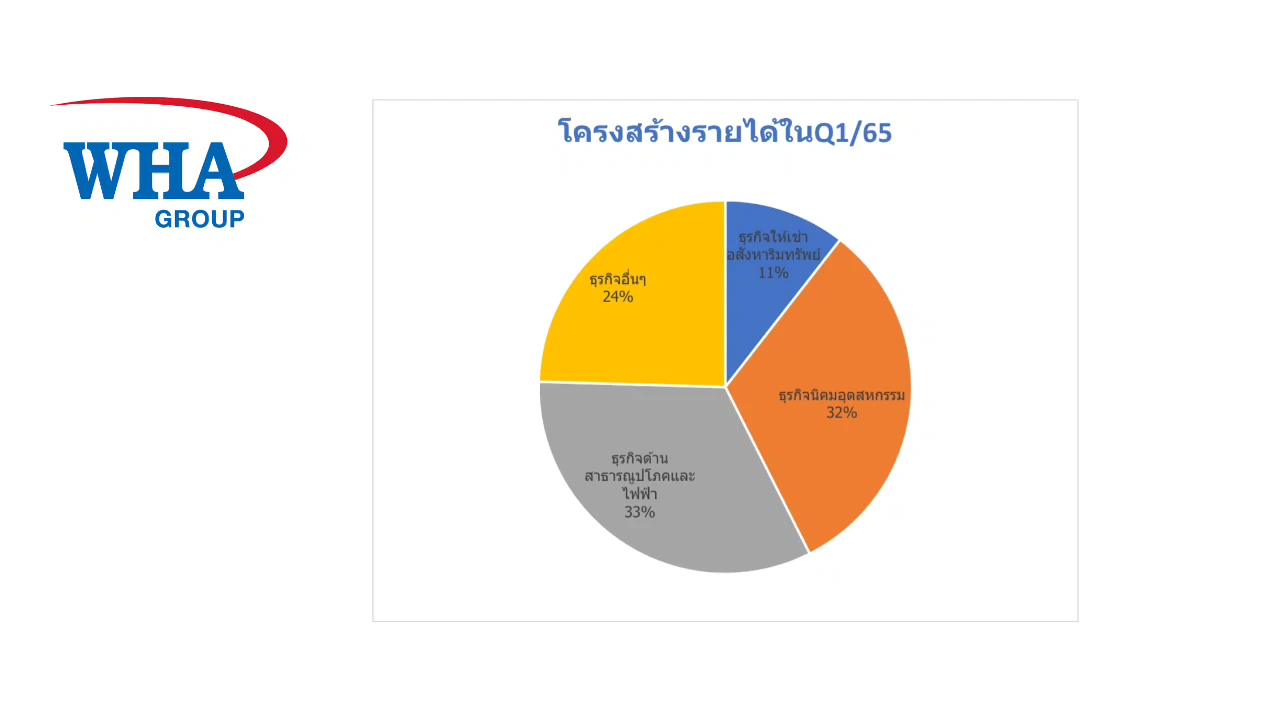 WHA
GROUP
โครงสร้างรายได้ในQ1/65
ธุรกิจให้เช่า
อสังหาริมทรัพย์
11%
ธุรกิจอื่นๆ
24%
ธุรกิจนิคมอุตสหกรรม
32%
ธุรกิจด้าน
สาธารณูปโภคและ
ไฟฟ้า
33%